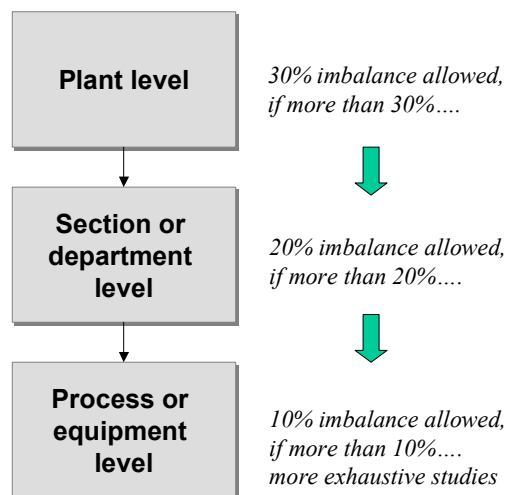 Plant level
30% imbalance allowed,
if more than 30%….
Section or
department
level
20% imbalance allowed,
if more than 20%….
Process or
equipment
level
10% imbalance allowed,
if more than 10%….
more exhaustive studies